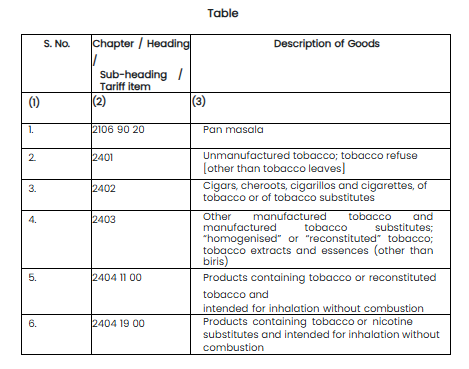 Table
S. No. Chapter / Heading Description of Goods
/
Sub-heading /
Tariff item
(1) (2) (3)
1. 2106 90 20 Pan masala
2. 2401 Unmanufactured tobacco; tobacco refuse
[other than tobacco leaves]
3. 2402 Cigars, cheroots, cigarillos and cigarettes, of
tobacco or of tobacco substitutes
4. 2403 Other manufactured tobacco and
manufactured tobacco substitutes;
"homogenised" or "reconstituted" tobacco;
tobacco extracts and essences (other than
biris)
5. 2404 11 00 Products containing tobacco or reconstituted
tobacco and
intended for inhalation without combustion
6. 2404 19 00 Products containing tobacco or nicotine
substitutes and intended for inhalation without
combustion